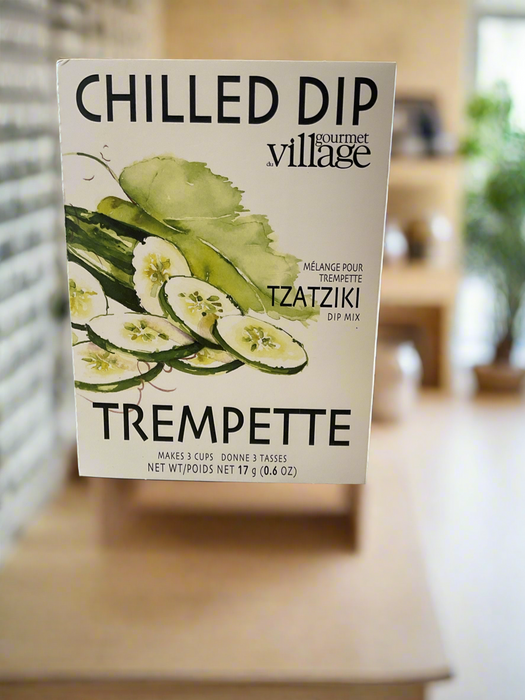 CHILLED DIP
gourmet
du village
MÉLANGE POUR
TREMPETTE
TZATZIKI
DIP MIX
TREMPETTE
MAKES 3 CUPS DONNE 3 TASSES
NET WT/POIDS NET 17 g (0.6 OZ)